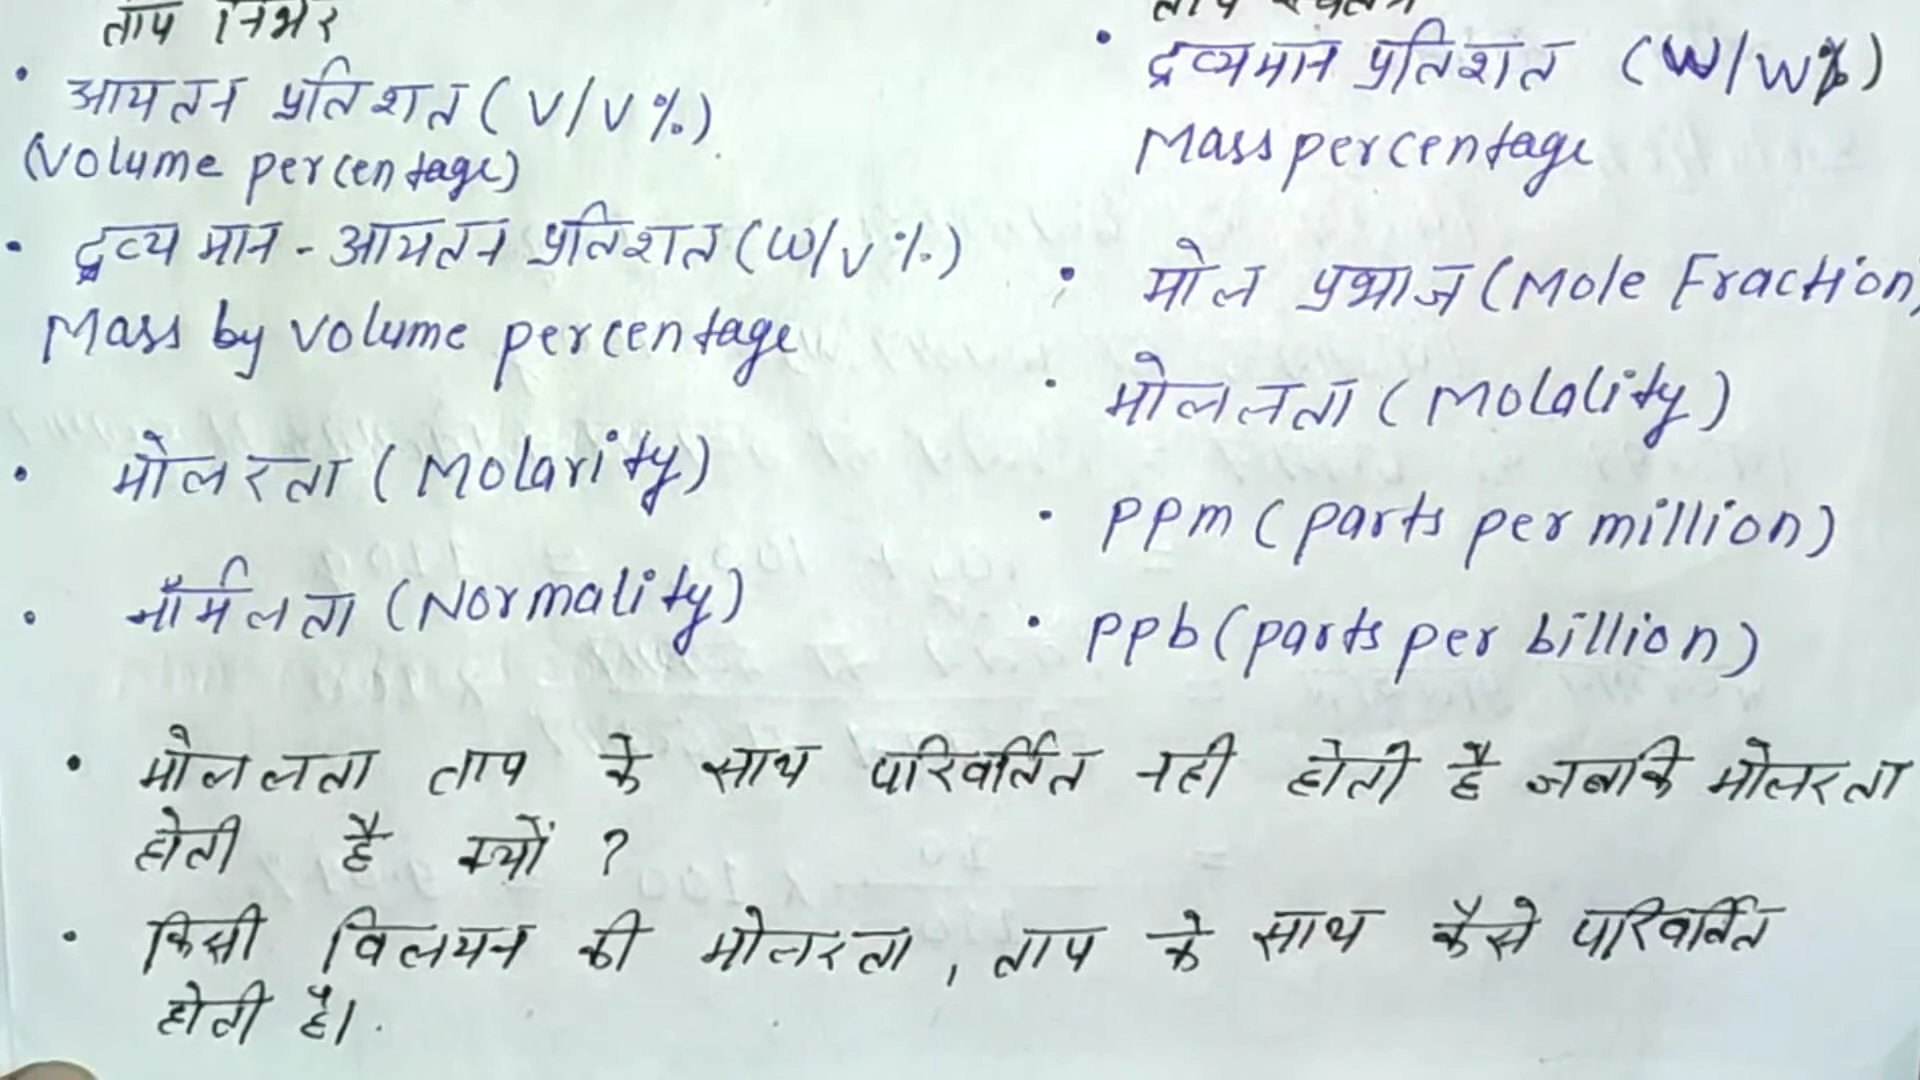 ताप निर्भर
• आयतन प्रतिशत (V/V%)
(Volume percentage)
• द्रव्यमान - आयतन प्रतिशत (W/V%)
Mass by volume percentage
• मोलरता (Molarity)
• नॉर्मलता (Normality)
ताप स्वतंत्र
• द्रव्यमान प्रतिशत (W/W%)
Mass percentage
• मोल प्रभाज (Mole Fraction)
• मोललता (Molality)
• ppm (parts per million)
• ppb (parts per billion)
• मोललता ताप के साथ परिवर्तित नही होती है जबकि मोलरता
होती है क्यों ?
• किसी विलयन की मोलरता, ताप के साथ कैसे परिवर्तित
होती है।